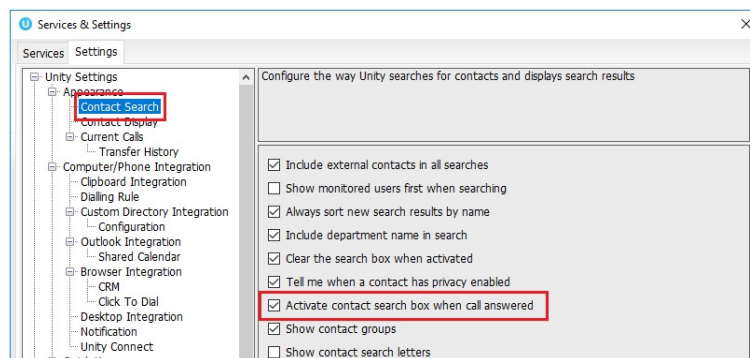 Services & Settings
Services Settings
Unity Settings
Appearance
Contact Search
Contact Display
Current Calls
Transfer History
Computer/Phone Integration
Clipboard Integration
Dialling Rule
Custom Directory Integration
Configuration
Outlook Integration
Shared Calendar
Browser Integration
CRM
Click To Dial
Desktop Integration
Notification
Unity Connect
Configure the way Unity searches for contacts and displays search results
Include external contacts in all searches
Show monitored users first when searching
Always sort new search results by name
Include department name in search
Clear the search box when activated
Tell me when a contact has privacy enabled
Activate contact search box when call answered
Show contact groups
Show contact search letters